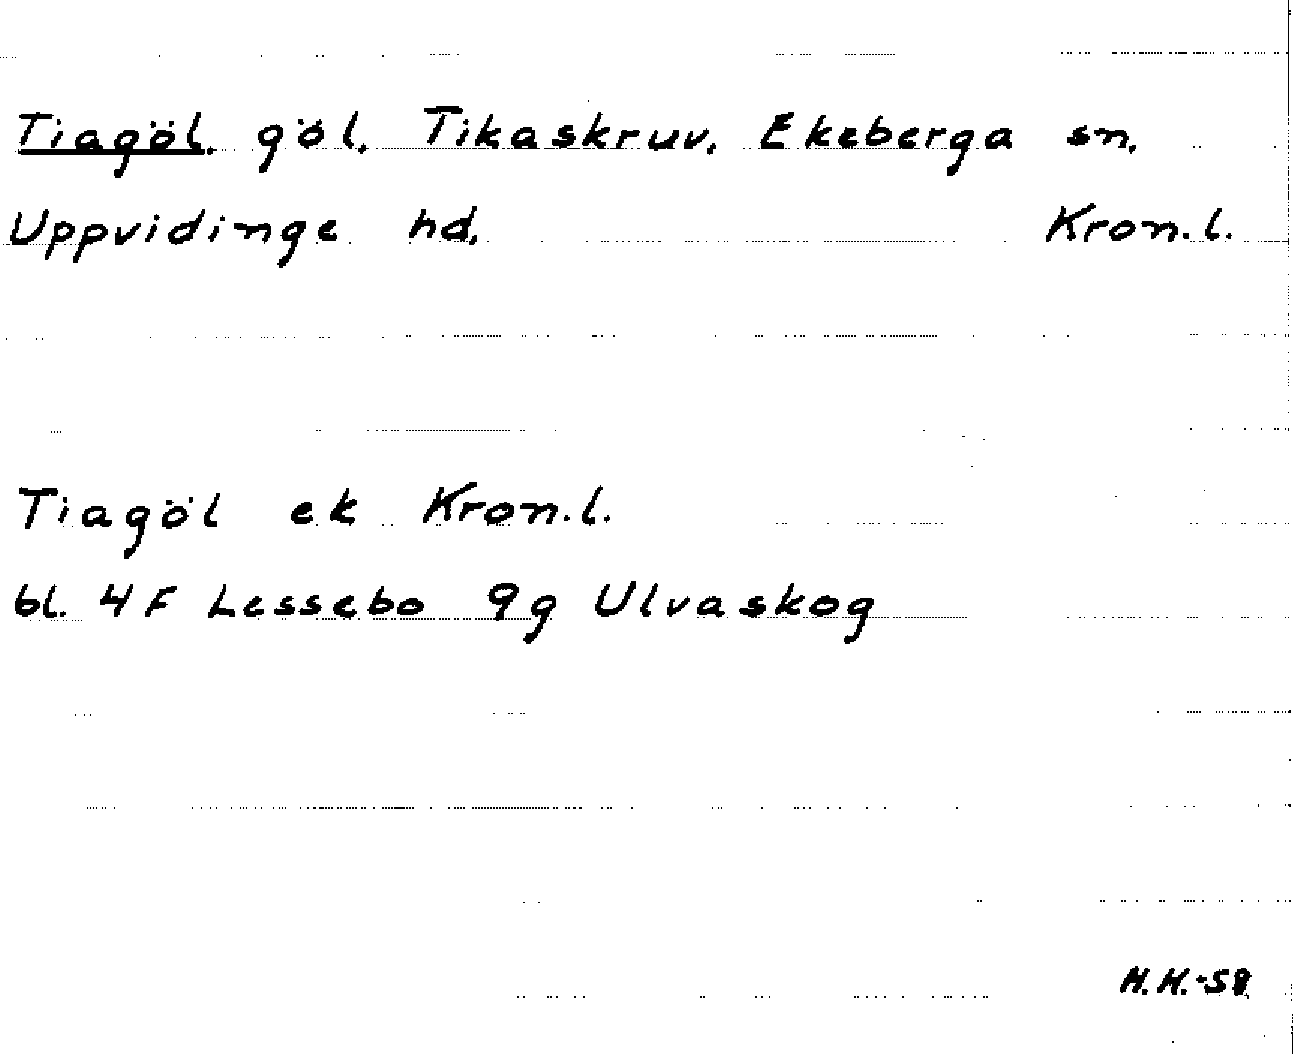 Tiagöl, göl, Tikaskruv, Ekeberga sn,
Uppvidinge hd, Kron.l.
Tiagöl ek Kron.l.
bl. 4F Lessebo 9g Ulvaskog
H.H.-58